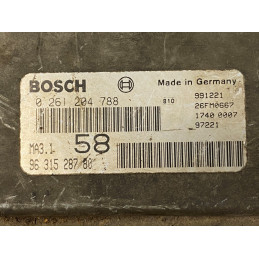 BOSCH
Made in Germany
0 261 204 788
810
991221
26FM0667
1740 0007
97221
MA3.1
58
96 315 287 80